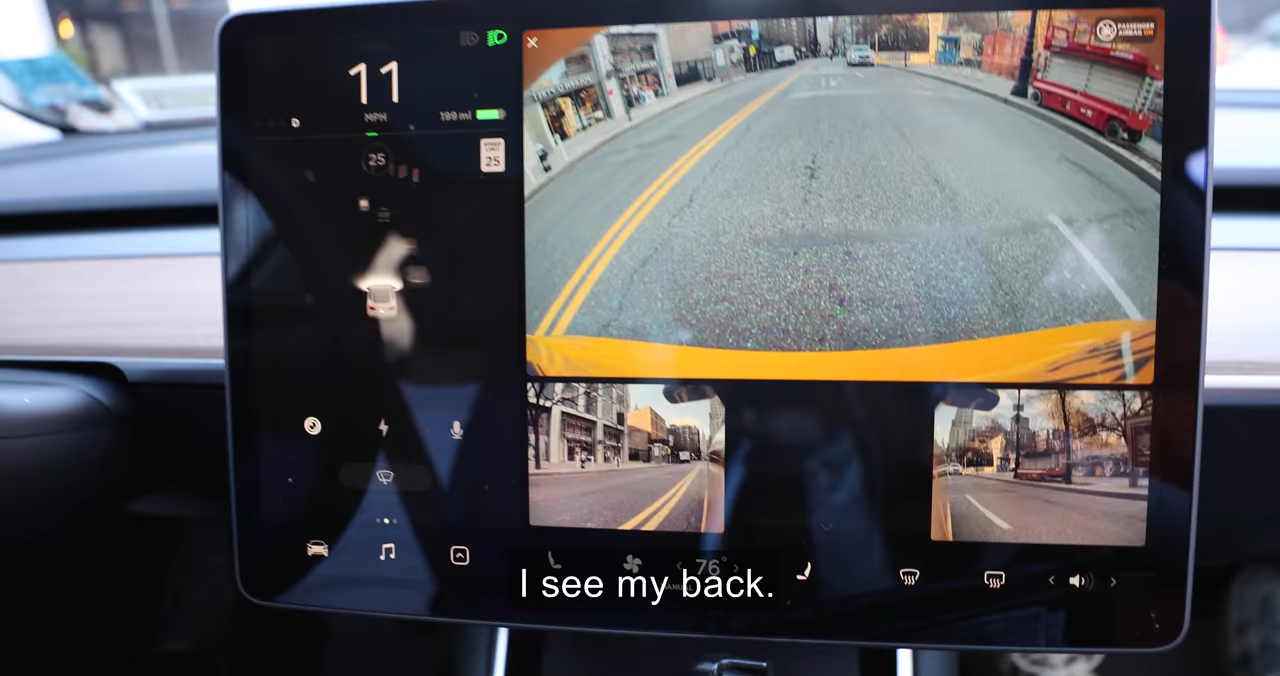 11
MPH
199 mi
25
SPEED
LIMIT
25
PASSENGER
AIRBAG
76°
I see my back.